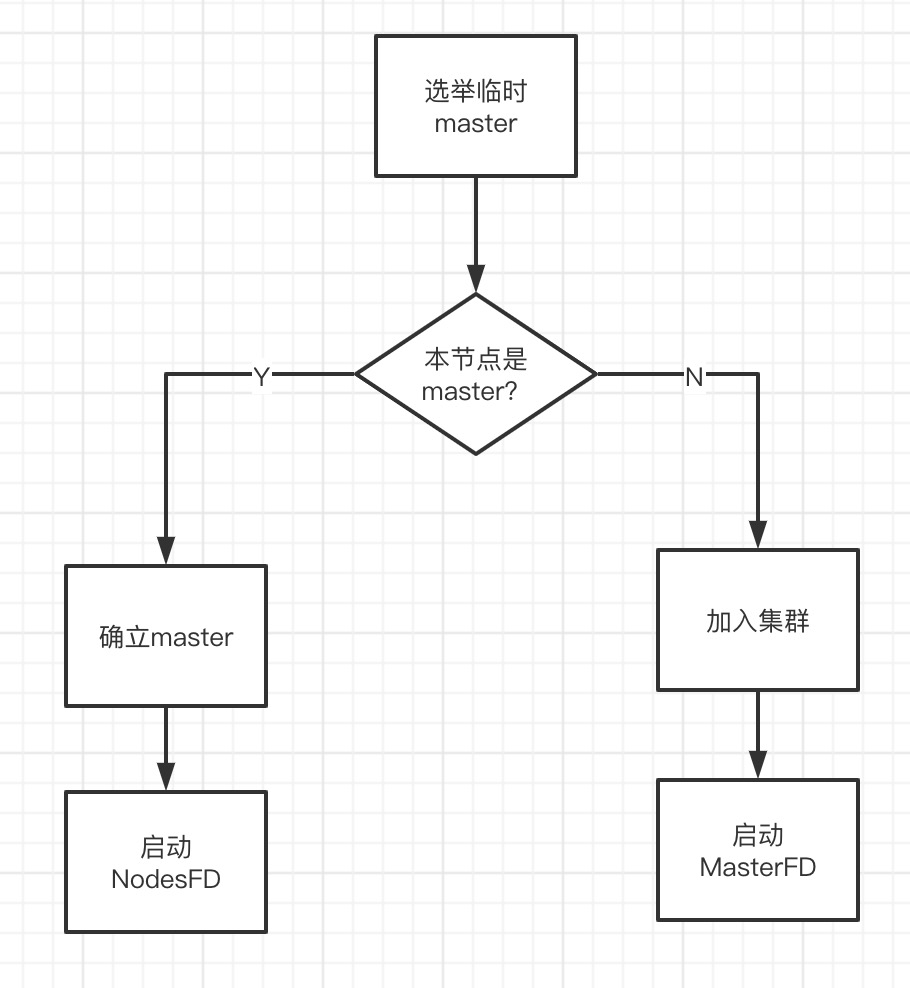 选举临时
master
本节点是
master?
Y
N
确立master
加入集群
启动
NodesFD
启动
MasterFD